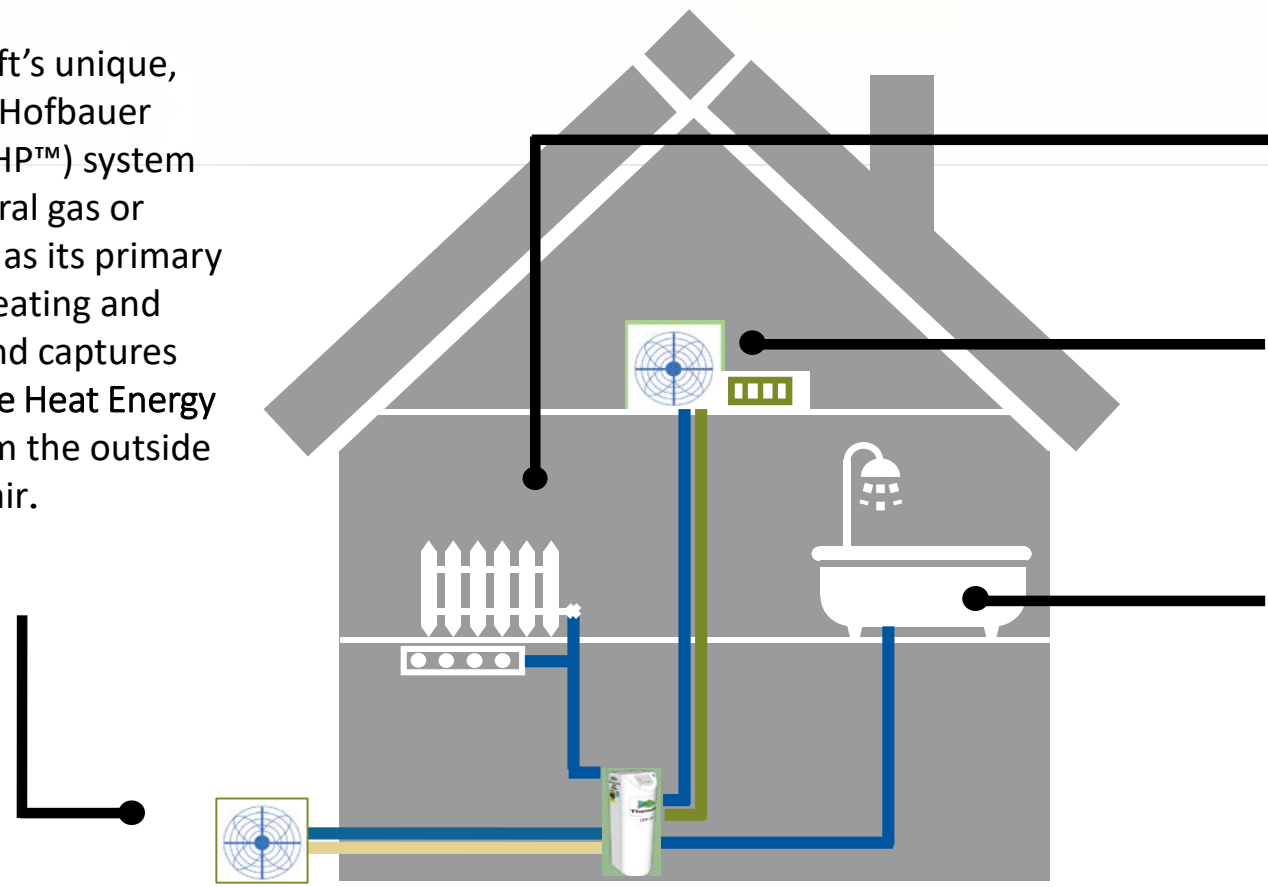 ft’s unique,
Hofbauer
HP™) system
ral gas or
as its primary
eating and
nd captures
e Heat Energy
m the outside
air.